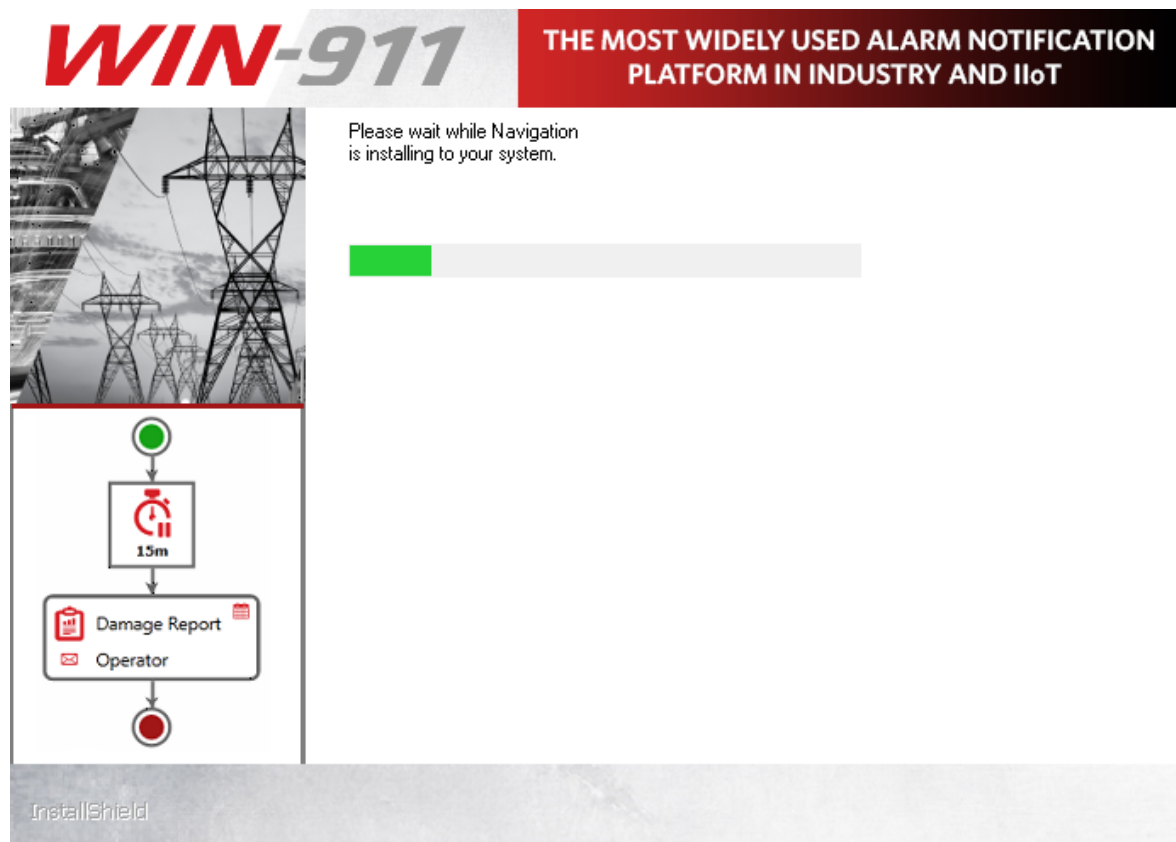 WIN-911
THE MOST WIDELY USED ALARM NOTIFICATION
PLATFORM IN INDUSTRY AND IIoT
Please wait while Navigation
is installing to your system.
15m
Damage Report
Operator
InstallShield